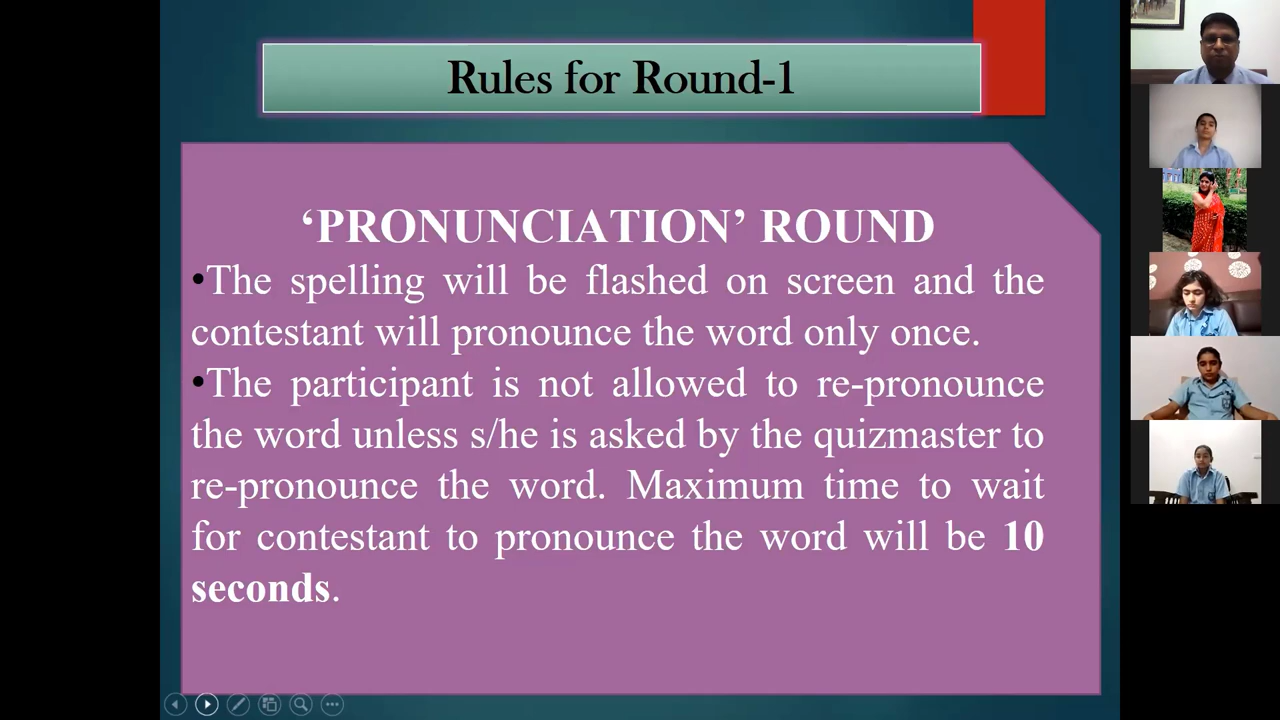 Rules for Round-1
‘PRONUNCIATION’ ROUND
•The spelling will be flashed on screen and the
contestant will pronounce the word only once.
•The participant is not allowed to re-pronounce
the word unless s/he is asked by the quizmaster to
re-pronounce the word. Maximum time to wait
for contestant to pronounce the word will be 10
seconds.